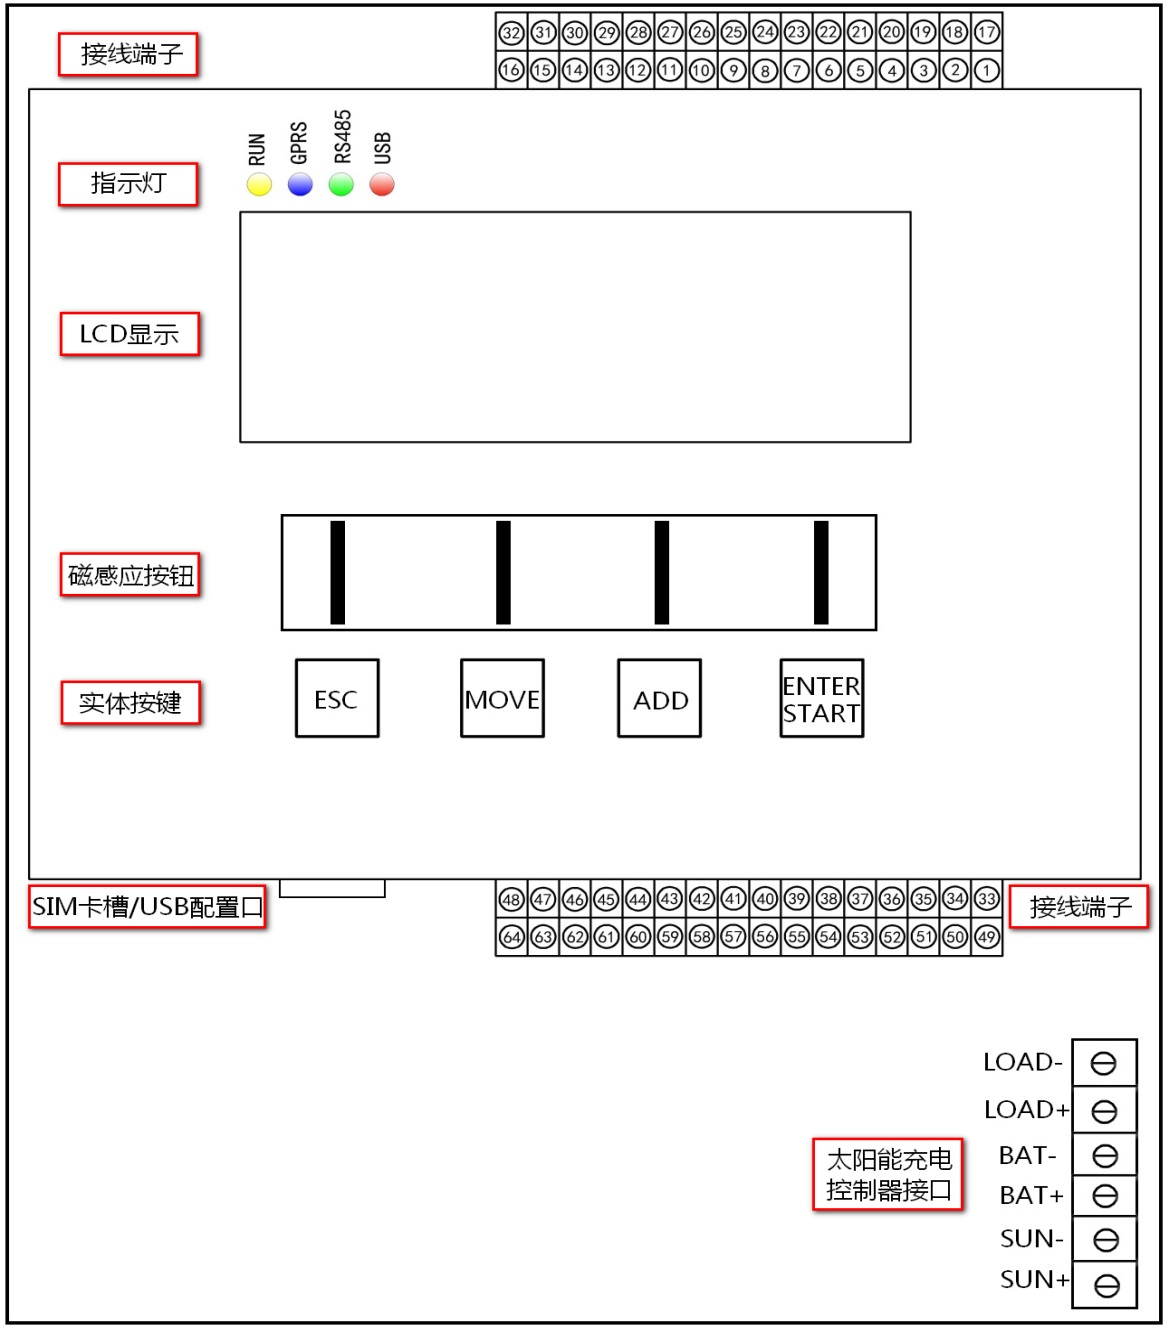 接线端子
㉜ ㉛ ㉚ ㉙ ㉘ ㉗ ㉖ ㉕ ㉔ ㉓ ㉒ ㉑ ⑳ ⑲ ⑱ ⑰
⑯ ⑮ ⑭ ⑬ ⑫ ⑪ ⑩ ⑨ ⑧ ⑦ ⑥ ⑤ ④ ③ ② ①
RUN GPRS RS485 USB
指示灯
LCD显示
磁感应按钮
实体按键
ESC
MOVE
ADD
ENTER
START
SIM卡槽/USB配置口
㊽ ㊼ ㊻ ㊺ ㊹ ㊸ ㊷ ㊶ ㊵ ㊴ ㊳ ㊲ ㊱ ㉟ ㉞ ㉝
64 63 62 61 60 59 58 57 56 55 54 53 52 51 ㊿ ㊾
接线端子
LOAD-
LOAD+
BAT-
BAT+
SUN-
SUN+
太阳能充电
控制器接口